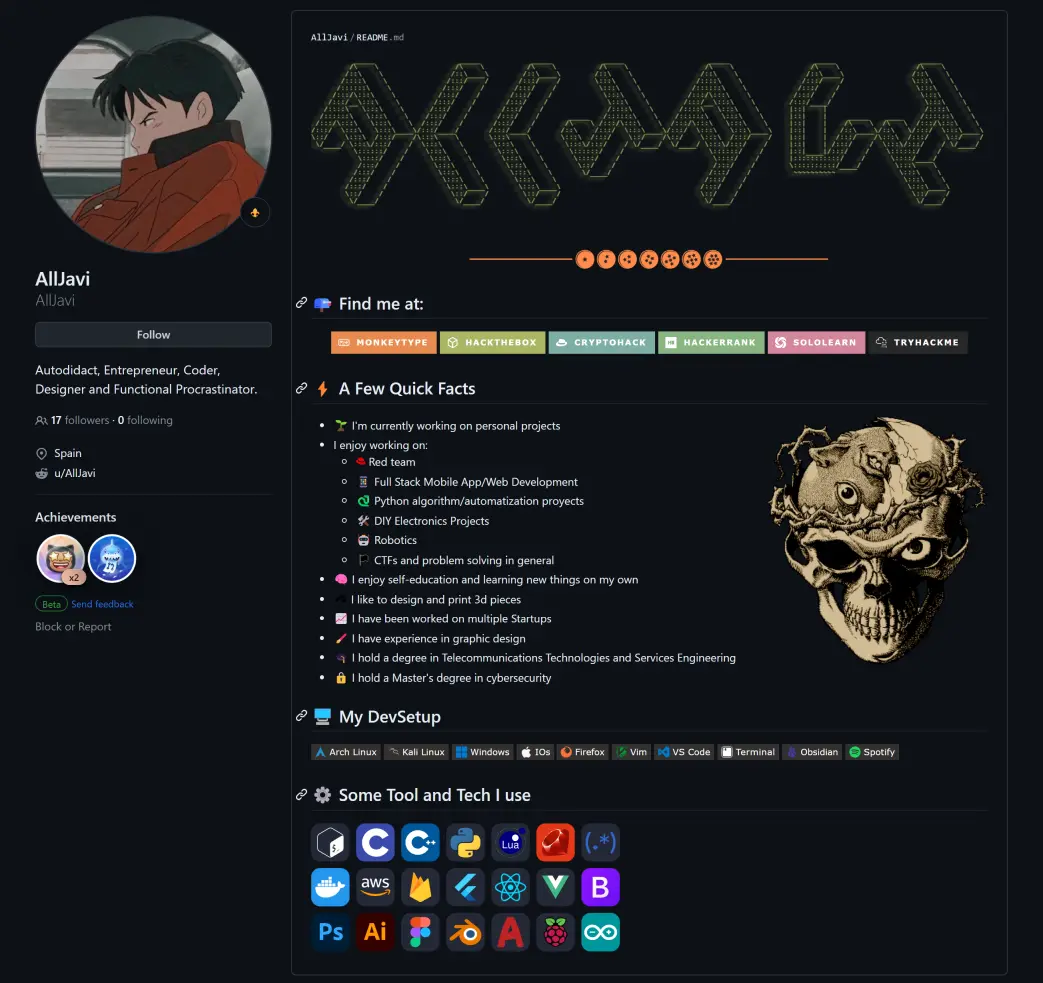 AllJavi/README.md
AllJavi
AllJavi
Follow
Autodidact, Entrepreneur, Coder,
Designer and Functional Procrastinator.
17 followers · 0 following
Spain
u/AllJavi
Achievements
x2
Beta Send feedback
Block or Report
Find me at:
MONKEYTYPE HACKTHEBOX CRYPTOHACK HACKERRANK SOLOLEARN TRYHACKME
A Few Quick Facts
I'm currently working on personal projects
I enjoy working on:
Red team
Full Stack Mobile App/Web Development
Python algorithm/automatization proyects
DIY Electronics Projects
Robotics
CTFs and problem solving in general
I enjoy self-education and learning new things on my own
I like to design and print 3d pieces
I have been worked on multiple Startups
I have experience in graphic design
I hold a degree in Telecommunications Technologies and Services Engineering
I hold a Master's degree in cybersecurity
My DevSetup
Arch Linux Kali Linux Windows IOs Firefox Vim VS Code Terminal Obsidian Spotify
Some Tool and Tech I use
$_ C C++ Lua (.*)
aws B
Ps Ai A